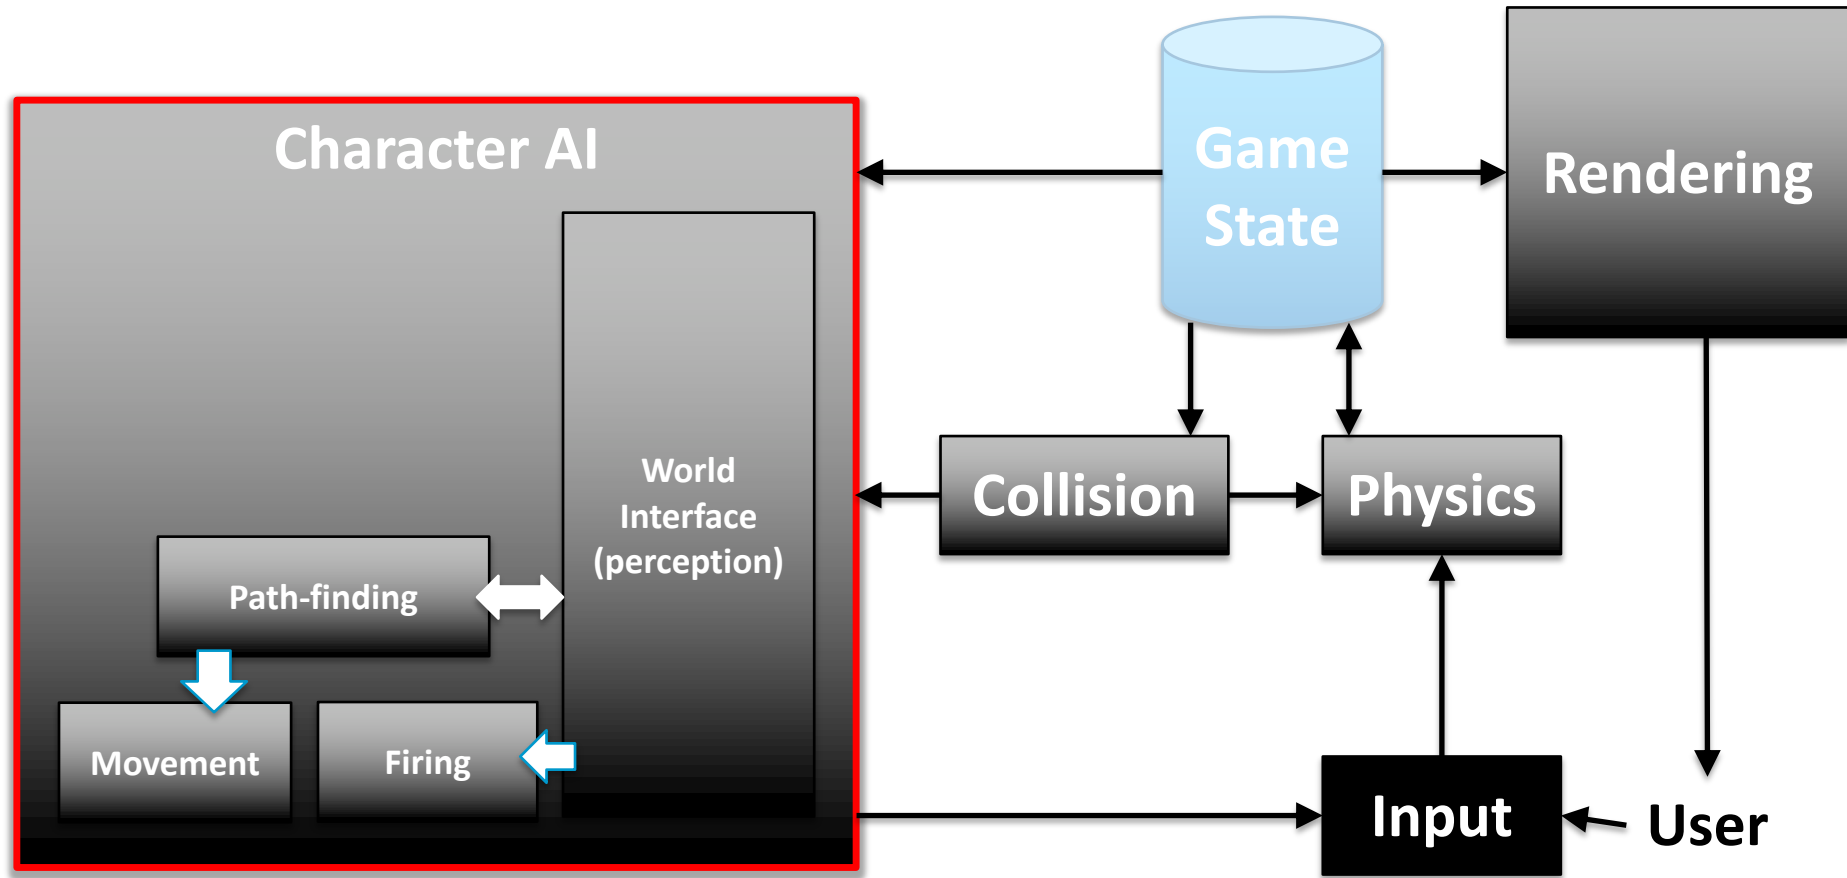 Character AI
World
Interface
(perception)
Path-finding
Movement
Firing
Game
State
Rendering
Collision
Physics
Input
User